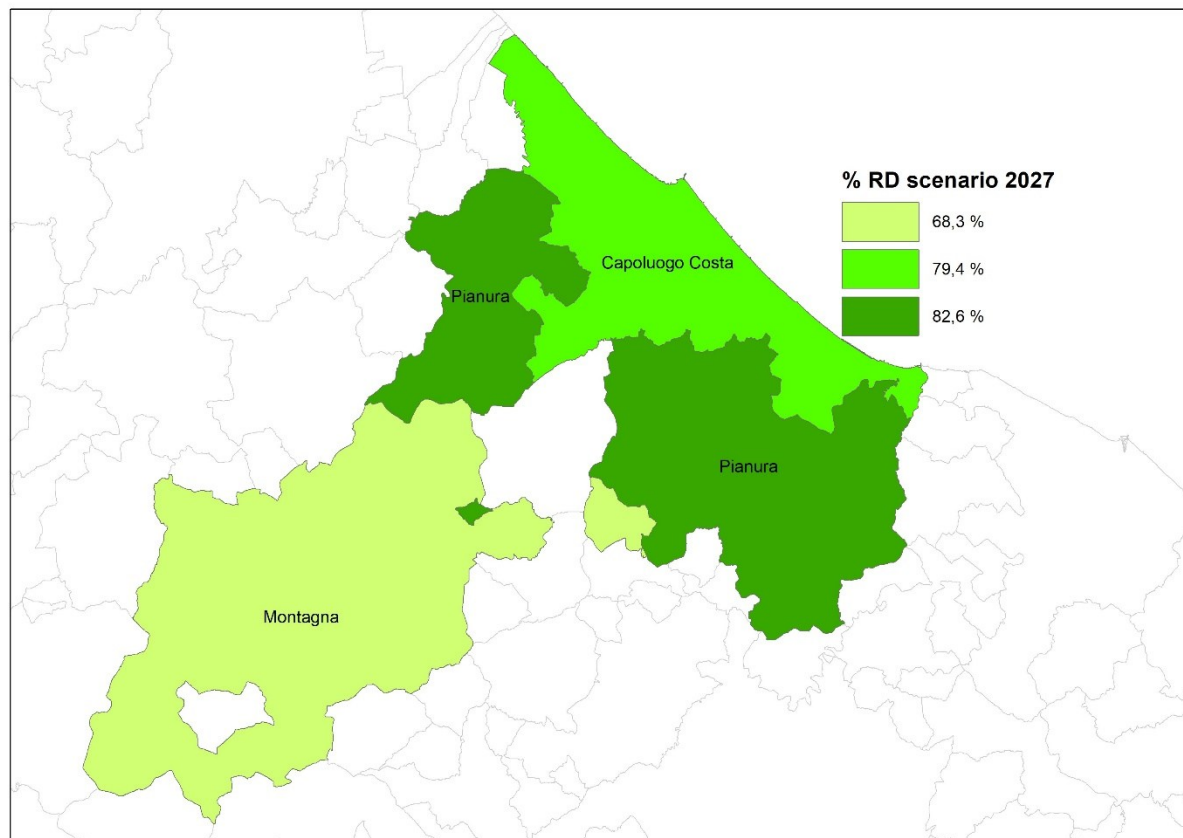 % RD scenario 2027
68,3 %
79,4 %
82,6 %
Capoluogo Costa
Pianura
Pianura
Montagna